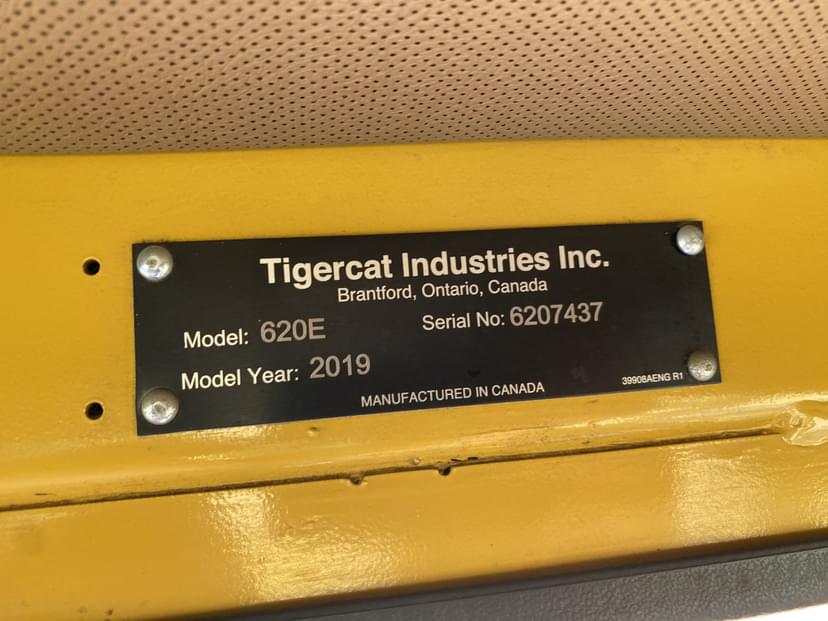 Tigercat Industries Inc.
Brantford, Ontario, Canada
Model: 620E Serial No: 6207437
Model Year: 2019
MANUFACTURED IN CANADA
39908AENG R1